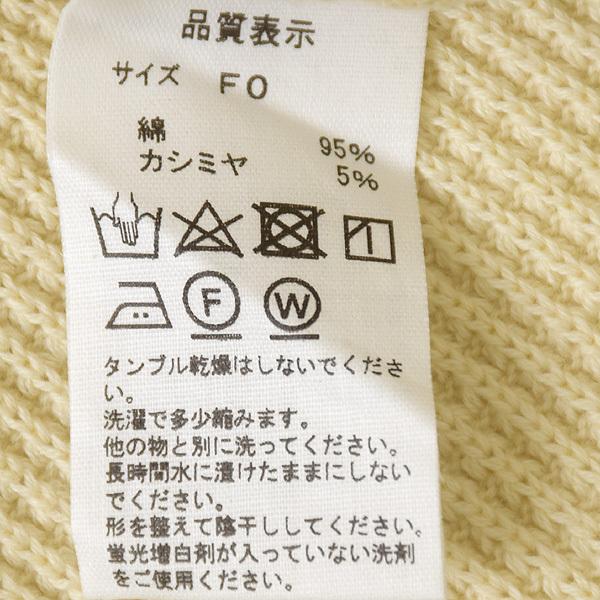 品質表示
サイズ FO
綿 95%
カシミヤ 5%
F W
タンブル乾燥はしないでくださ
い。
洗濯で多少縮みます。
他の物と別に洗ってください。
長時間水に漬けたままにしない
でください。
形を整えて陰干ししてください。
蛍光増白剤が入っていない洗剤
をご使用ください。